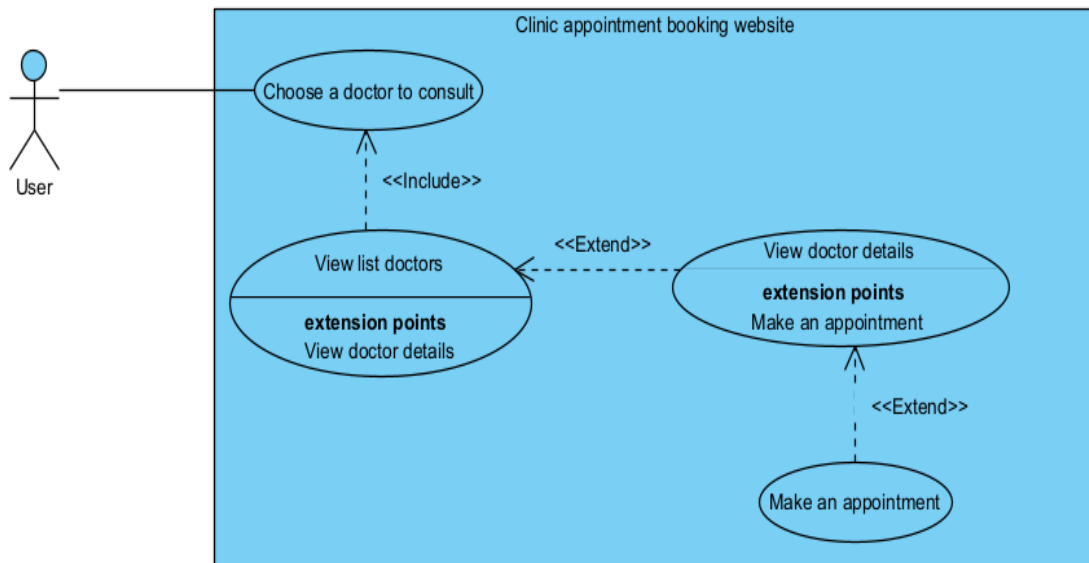 Clinic appointment booking website
Choose a doctor to consult
User
<<Include>>
View list doctors
extension points
View doctor details
<<Extend>>
View doctor details
extension points
Make an appointment
<<Extend>>
Make an appointment